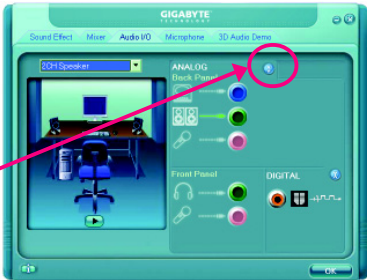 GIGABYTE
TECHNOLOGY
Sound Effect Mixer Audio I/O Microphone 3D Audio Demo
2CH Speaker
ANALOG
Back Panel
Front Panel
DIGITAL
OK